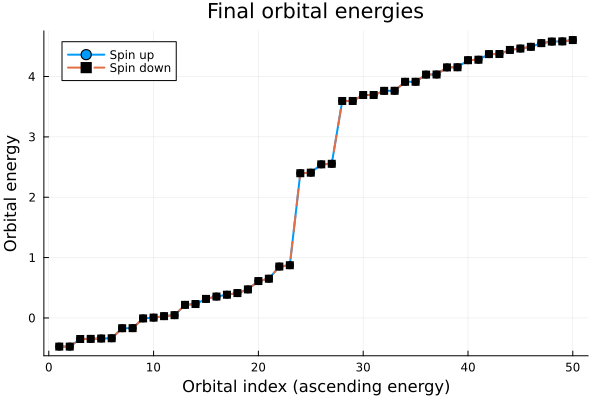 Final orbital energies
Spin up
Spin down
Orbital energy
4
3
2
1
0
0 10 20 30 40 50
Orbital index (ascending energy)